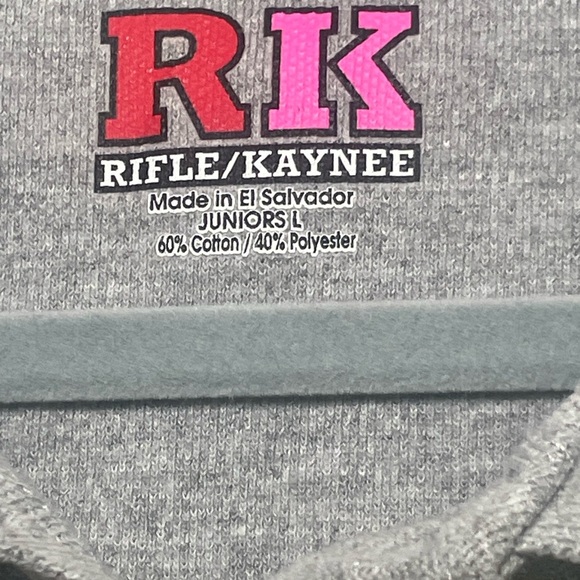 RK
RIFLE/KAYNEE
Made in El Salvador
JUNIORS L
60% Cotton / 40% Polyester